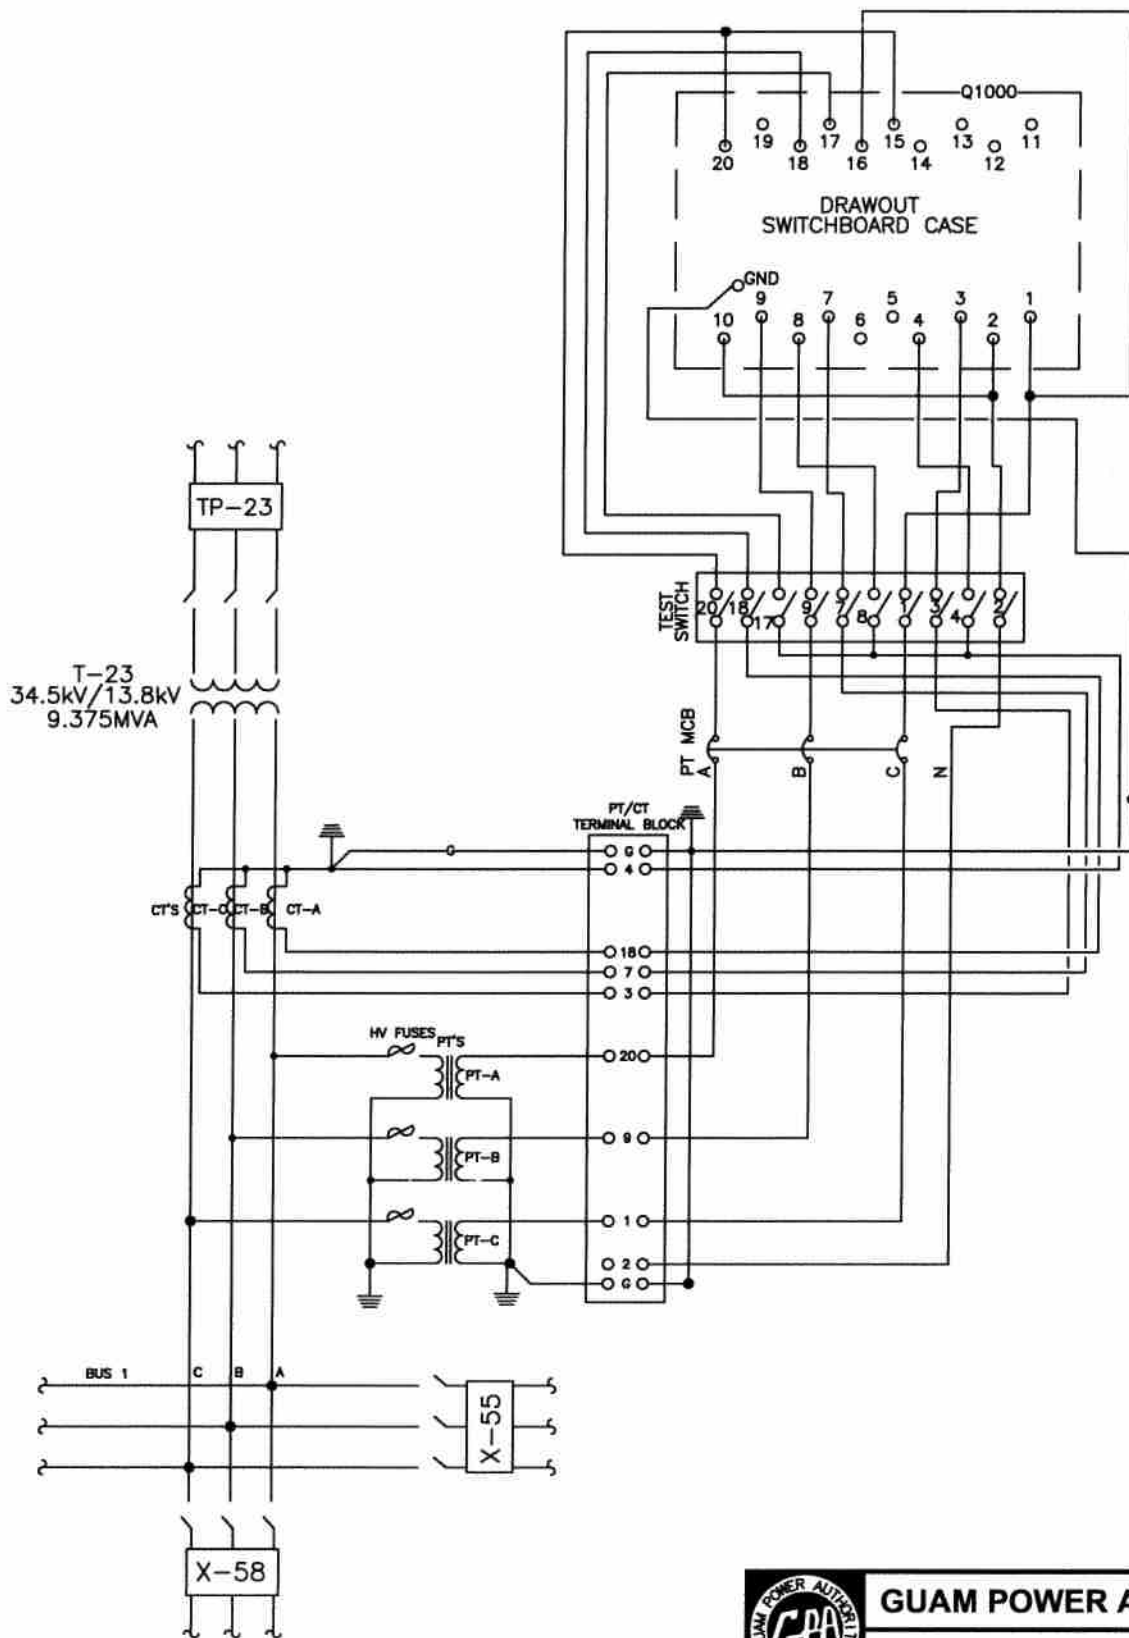 Q1000
19 17 15 13 11
20 18 16 14 12
DRAWOUT
SWITCHBOARD CASE
GND
9 7 5 3 1
10 8 6 4 2
TP-23
TEST
SWITCH
20 18 17 9 7 8 1 3 4 2
T-23
34.5kV/13.8kV
9.375MVA
PT MCB
A B C N
PT/CT
TERMINAL BLOCK
G G
4
CT'S CT-C CT-B CT-A
18
7
3
HV FUSES PT'S
20
PT-A
9
PT-B
1
PT-C
2
G
BUS 1 C B A
X-55
X-58
GUAM POWER A
GPA